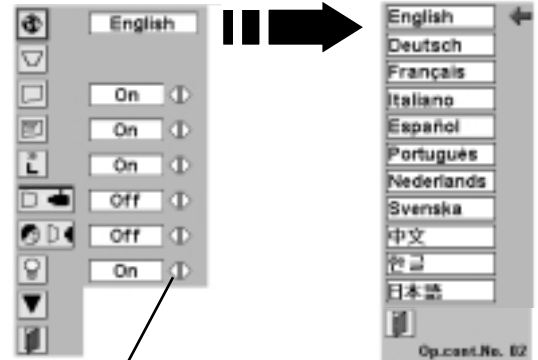 English
On
On
On
Off
Off
On
English
Deutsch
Français
Italiano
Español
Português
Nederlands
Svenska
中文
한글
日本語
Op.cont.No. 02